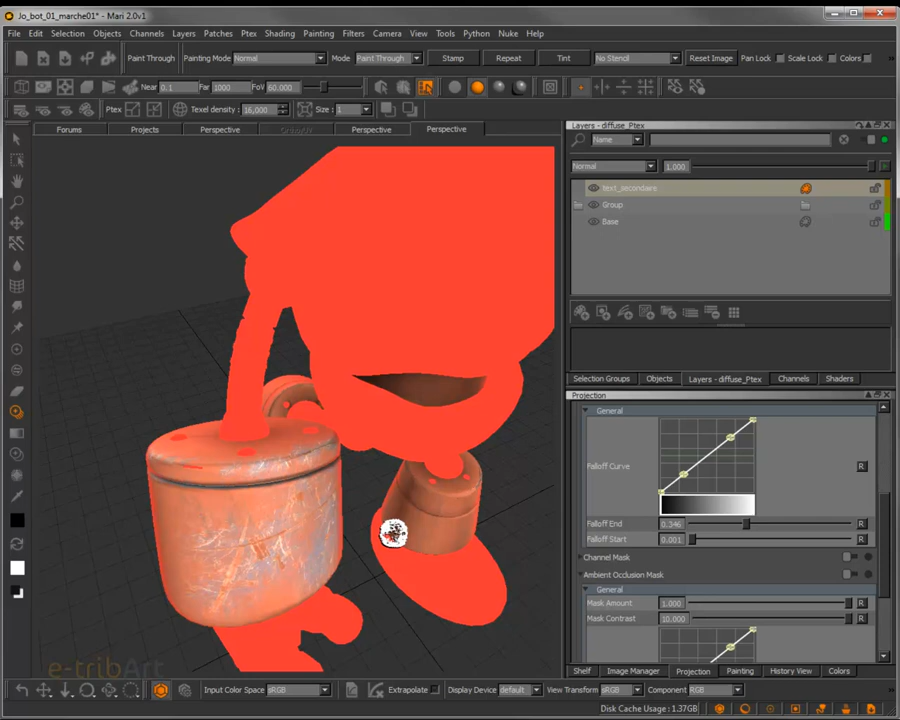 Jo_bot_01_marche01* - Mari 2.0v1
File Edit Selection Objects Channels Layers Patches Ptex Shading Painting Filters Camera Canvas View Tools Python Nuke Help
Paint Through Painting Mode Normal Mode Paint Through Stamp Repeat Tint No Stencil Reset Image Pan Lock Scale Lock Colors
Near 0.1 Far 1000 FoV 60.000
Ptex Texel density: 16,000 Size : 1
Forums Projects Perspective Perspective Perspective
Layers - diffuse_Ptex
Name
Normal 1.000
text_secondaire
Group
Base
Selection Groups Objects Layers - diffuse_Ptex Channels Shaders
Projection
General
Falloff Curve R
Falloff End 0.346 R
Falloff Start 0.001 R
Channel Mask
Ambient Occlusion Mask
General
Mask Amount 1.000 R
Mask Contrast 10.000 R
e-tribArt
Shelf Image Manager Projection Painting History View Colors
Input Color Space sRGB Extrapolate Display Device default View Transform sRGB Component RGB
Disk Cache Usage : 1.37GB